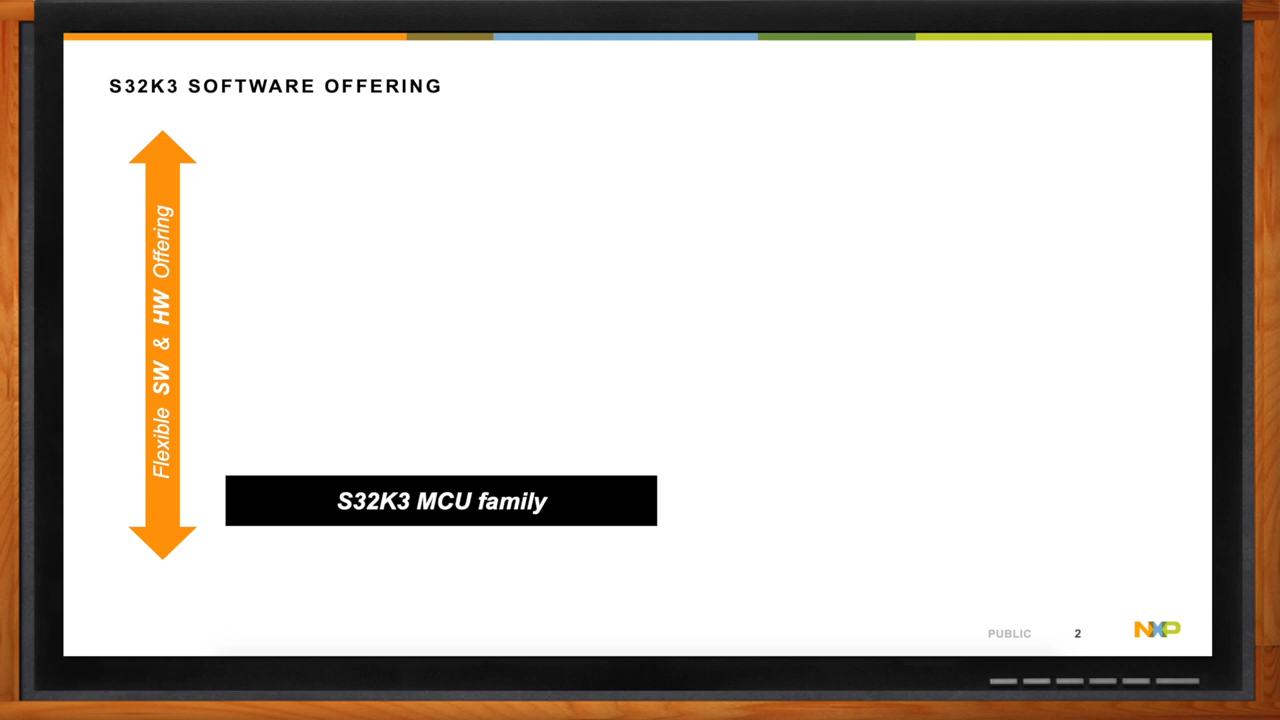 S32K3 SOFTWARE OFFERING
Flexible SW & HW Offering
S32K3 MCU family
PUBLIC 2 NXP